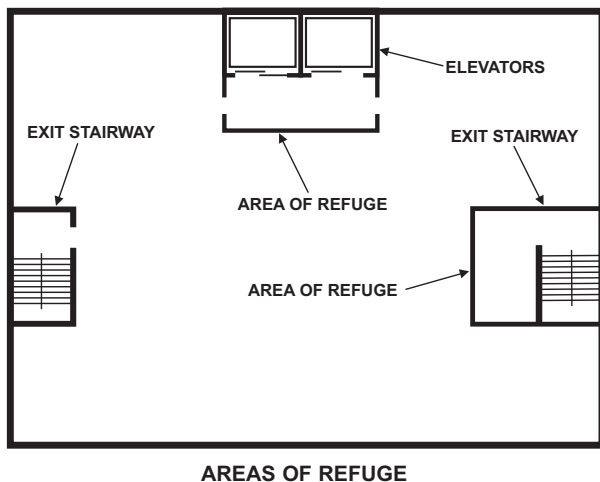 ELEVATORS
EXIT STAIRWAY
EXIT STAIRWAY
AREA OF REFUGE
AREA OF REFUGE
AREAS OF REFUGE